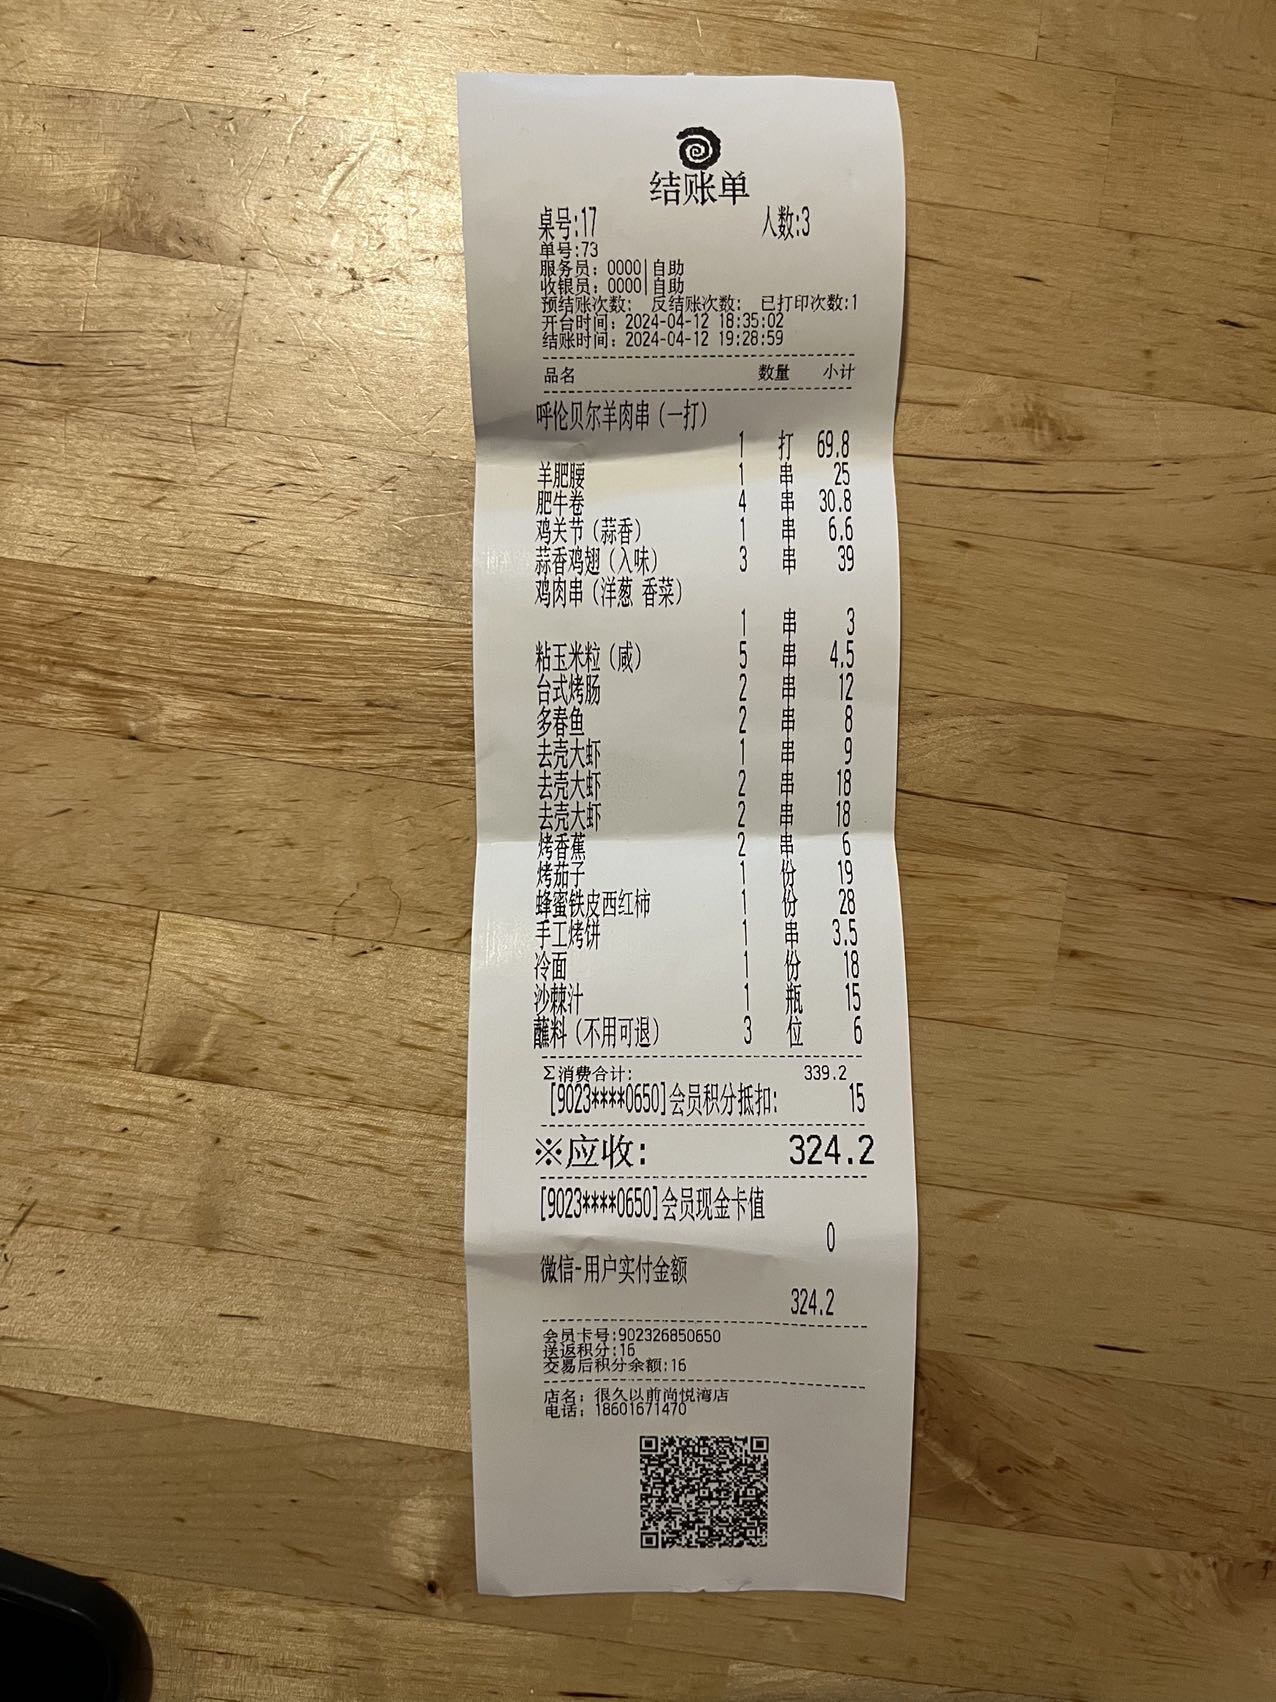 结账单
桌号:17 人数:3
单号:73
服务员: 0000|自助
收银员: 0000|自助
预结账次数: 反结账次数: 已打印次数:1
开台时间: 2024-04-12 18:35:02
结账时间: 2024-04-12 19:28:59
品名 数量 小计
呼伦贝尔羊肉串(一打)
1 打 69.8
羊肥腰 1 串 25
肥牛卷 4 串 30.8
鸡关节(蒜香) 1 串 6.6
蒜香鸡翅(入味) 3 串 39
鸡肉串(洋葱 香菜)
1 串 3
粘玉米粒(咸) 5 串 4.5
台式烤肠 2 串 12
多春鱼 2 串 8
去壳大虾 1 串 9
去壳大虾 2 串 18
去壳大虾 2 串 18
烤香蕉 2 串 6
烤茄子 1 份 19
蜂蜜铁皮西红柿 1 份 28
手工烤饼 1 串 3.5
冷面 1 份 18
沙棘汁 1 瓶 15
蘸料(不用可退) 3 位 6
Σ消费合计: 339.2
[9023****0650]会员积分抵扣: 15
※应收: 324.2
[9023****0650]会员现金卡值
0
微信-用户实付金额
324.2
会员卡号:902326850650
送返积分:16
交易后积分余额:16
店名: 很久以前尚悦湾店
电话: 18601671470